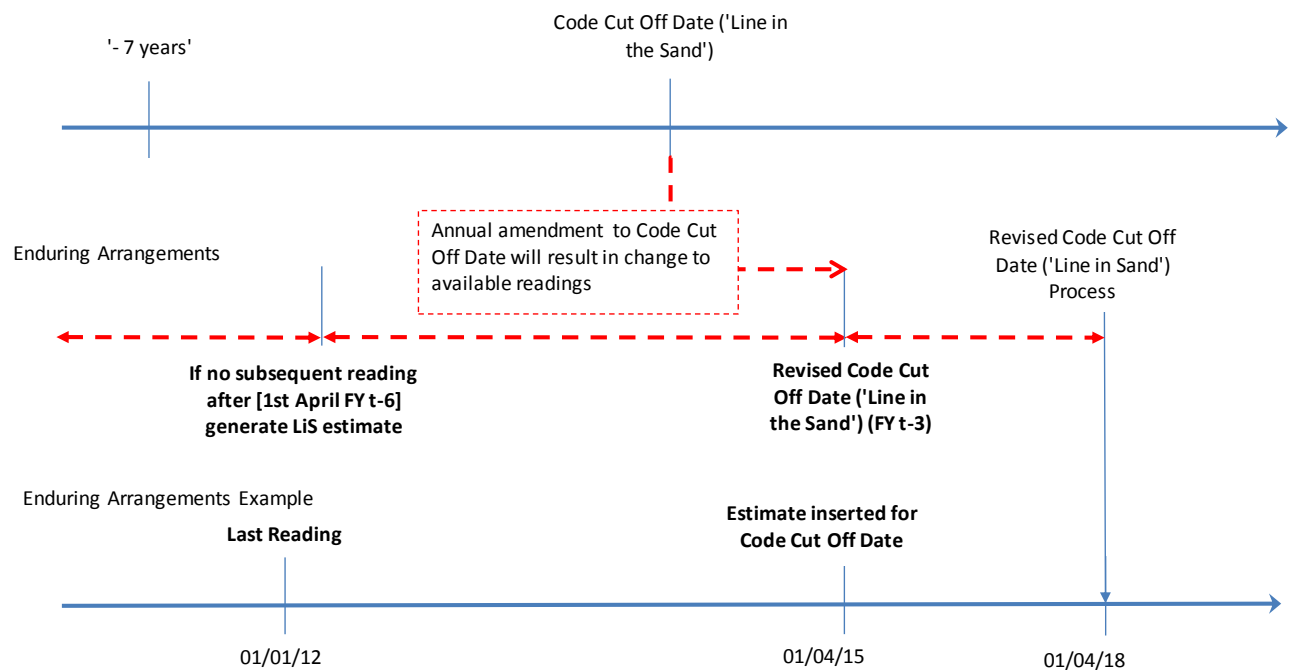 '- 7 years'
Code Cut Off Date ('Line in
the Sand')
Annual amendment to Code Cut
Off Date will result in change to
available readings
Enduring Arrangements
Revised Code Cut Off
Date ('Line in Sand')
Process
If no subsequent reading
after [1st April FY t-6]
generate LiS estimate
Revised Code Cut
Off Date ('Line in
the Sand') (FY t-3)
Enduring Arrangements Example
Last Reading
Estimate inserted for
Code Cut Off Date
01/01/12
01/04/15
01/04/18